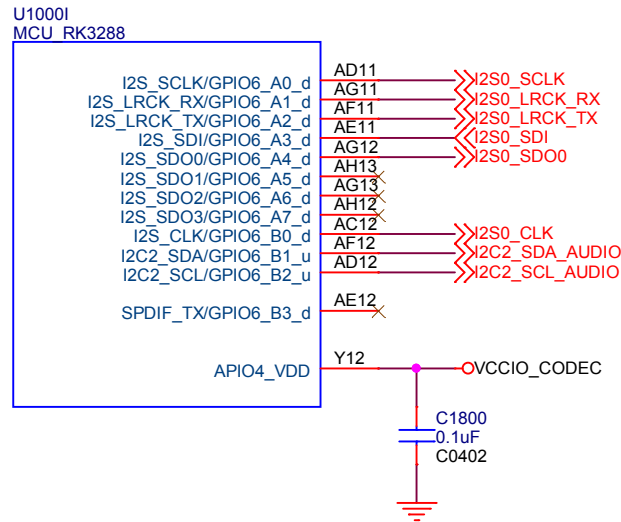 U1000I
MCU_RK3288
I2S_SCLK/GPIO6_A0_d AD11 I2S0_SCLK
I2S_LRCK_RX/GPIO6_A1_d AG11 I2S0_LRCK_RX
I2S_LRCK_TX/GPIO6_A2_d AF11 I2S0_LRCK_TX
I2S_SDI/GPIO6_A3_d AE11 I2S0_SDI
I2S_SDO0/GPIO6_A4_d AG12 I2S0_SDO0
I2S_SDO1/GPIO6_A5_d AH13
I2S_SDO2/GPIO6_A6_d AG13
I2S_SDO3/GPIO6_A7_d AH12
I2S_CLK/GPIO6_B0_d AC12 I2S0_CLK
I2C2_SDA/GPIO6_B1_u AF12 I2C2_SDA_AUDIO
I2C2_SCL/GPIO6_B2_u AD12 I2C2_SCL_AUDIO
SPDIF_TX/GPIO6_B3_d AE12
APIO4_VDD Y12 VCCIO_CODEC
C1800
0.1uF
C0402